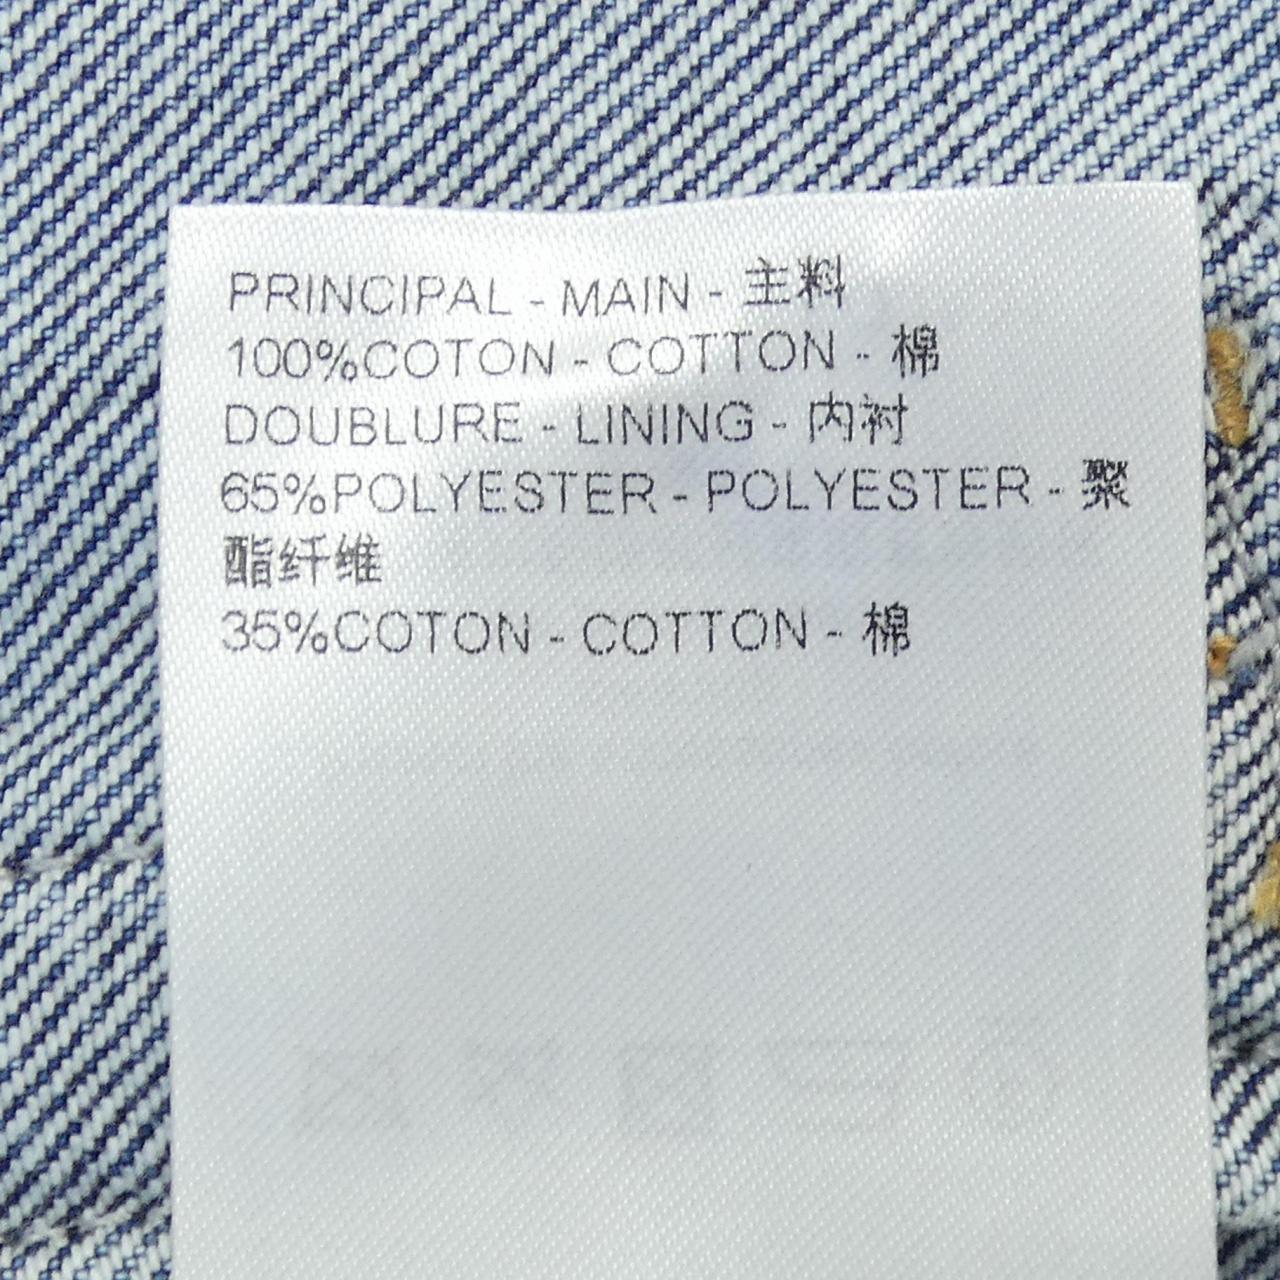 PRINCIPAL - MAIN - 主料
100%COTON - COTTON - 棉
DOUBLURE - LINING - 内衬
65%POLYESTER - POLYESTER - 聚
酯纤维
35%COTON - COTTON - 棉